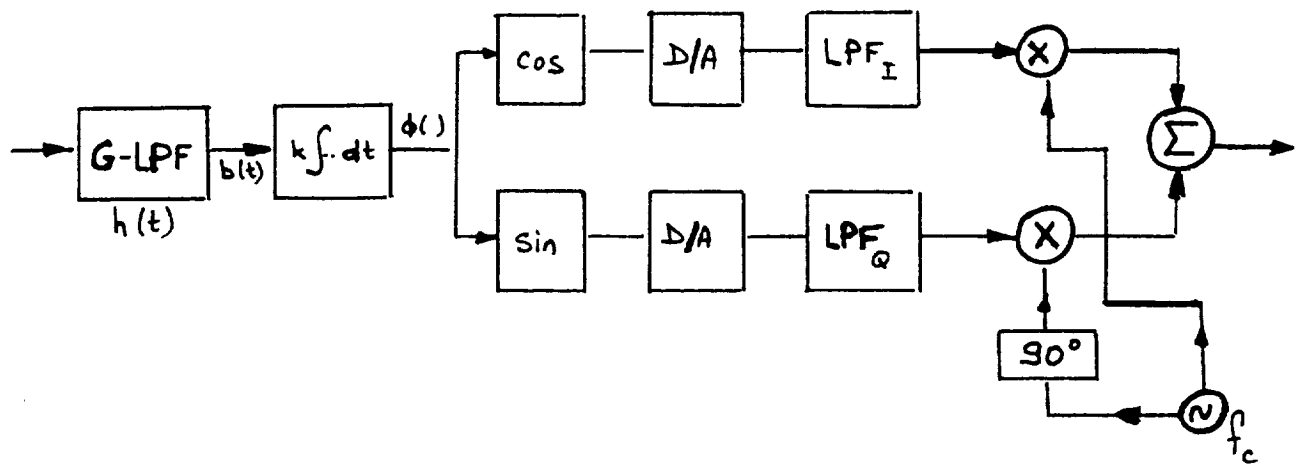 cos
D/A
LPF_I
X
G-LPF
h(t)
b(t)
k∫··dt
ϕ()
Σ
sin
D/A
LPF_Q
X
90°
~
f_c